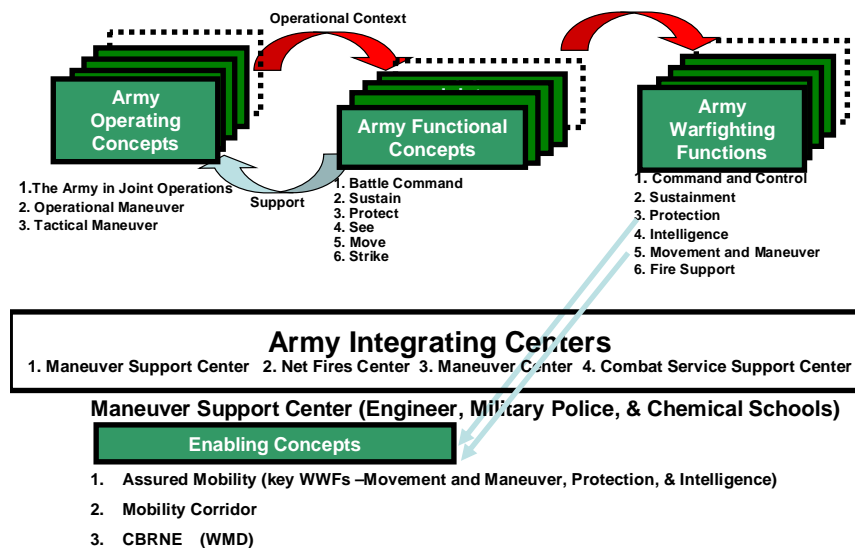 Operational Context
Army
Operating
Concepts
Army Functional
Concepts
Army
Warfighting
Functions
1.The Army in Joint Operations
2. Operational Maneuver
3. Tactical Maneuver
Support
1. Battle Command
2. Sustain
3. Protect
4. See
5. Move
6. Strike
1. Command and Control
2. Sustainment
3. Protection
4. Intelligence
5. Movement and Maneuver
6. Fire Support
Army Integrating Centers
1. Maneuver Support Center 2. Net Fires Center 3. Maneuver Center 4. Combat Service Support Center
Maneuver Support Center (Engineer, Military Police, & Chemical Schools)
Enabling Concepts
1. Assured Mobility (key WWFs –Movement and Maneuver, Protection, & Intelligence)
2. Mobility Corridor
3. CBRNE (WMD)